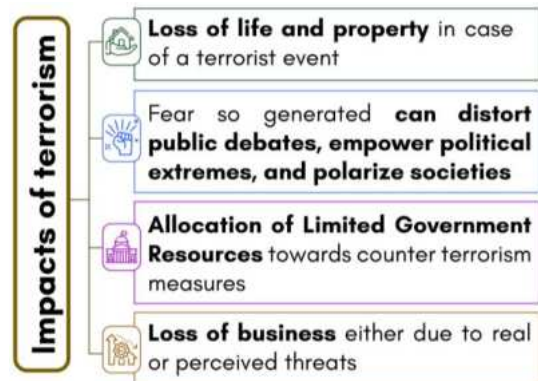 Impacts of terrorism
Loss of life and property in case
of a terrorist event
Fear so generated can distort
public debates, empower political
extremes, and polarize societies
Allocation of Limited Government
Resources towards counter terrorism
measures
Loss of business either due to real
or perceived threats